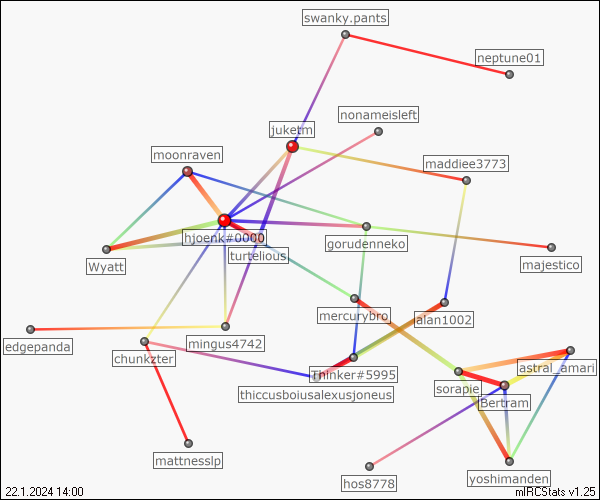 swanky.pants
neptune01
nonameisleft
juketm
moonraven
maddiee3773
hjoenk#0000
gorudenneko
turtelious
Wyatt
majestico
mercurybro_
alan1002
edgepanda
mingus4742
chunkzter
Thinker#5995
astral_amari
sorapie
thiccusboiusalexusjoneus
Bertram
mattnesslp
hos8778
yoshimanden
22.1.2024 14:00
mIRCStats v1.25